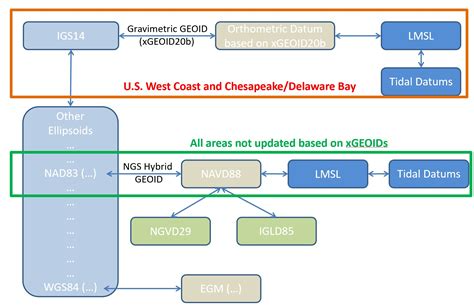 IGS14
Gravimetric GEOID
(xGEOID20b)
Orthometric Datum
based on xGEOID20b
LMSL
U.S. West Coast and Chesapeake/Delaware Bay
Tidal Datums
Other
Ellipsoids
...
...
NAD83 (...)
...
...
...
...
...
WGS84 (...)
All areas not updated based on xGEOIDs
NGS Hybrid
GEOID
NAVD88
LMSL
Tidal Datums
NGVD29
IGLD85
EGM (...)